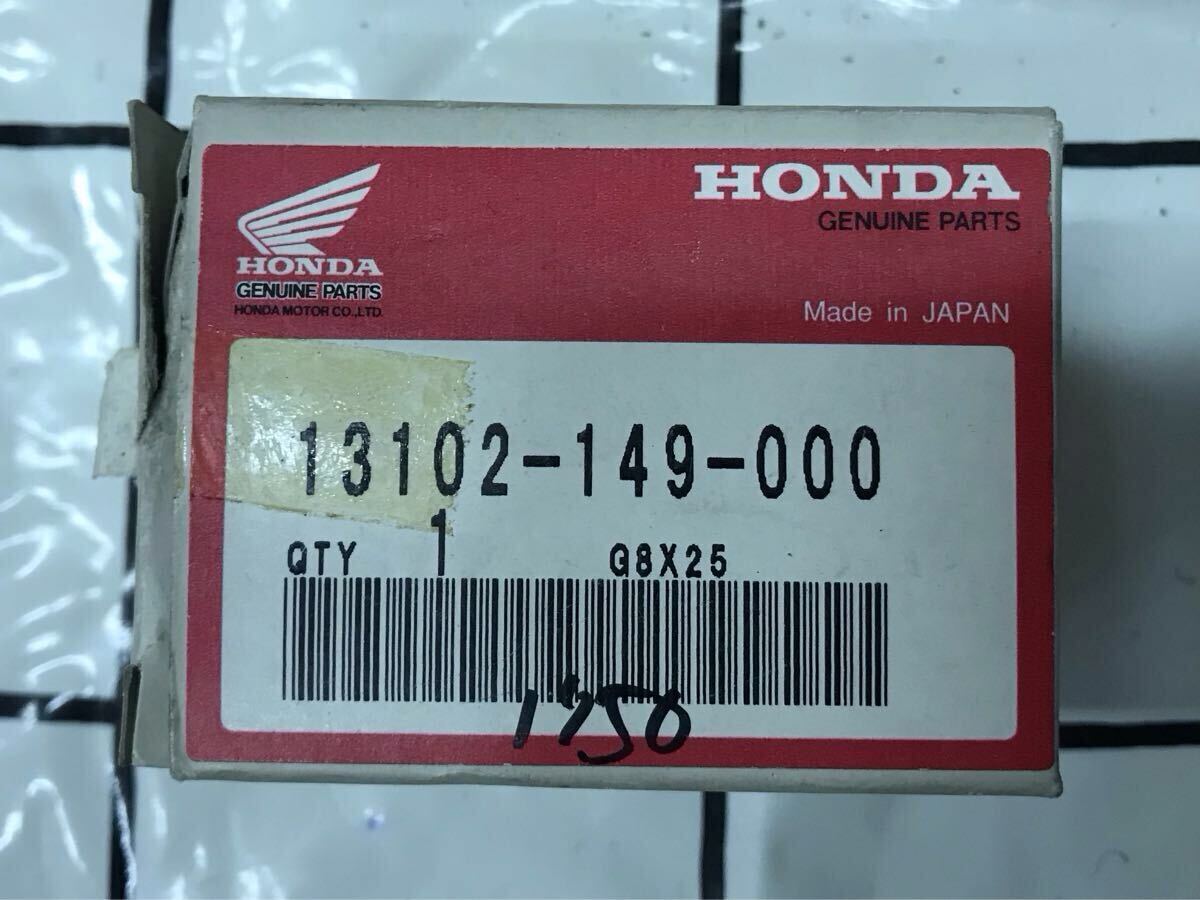 HONDA
GENUINE PARTS
HONDA MOTOR CO.,LTD.
HONDA
GENUINE PARTS
Made in JAPAN
13102-149-000
QTY 1 G8X25
1750